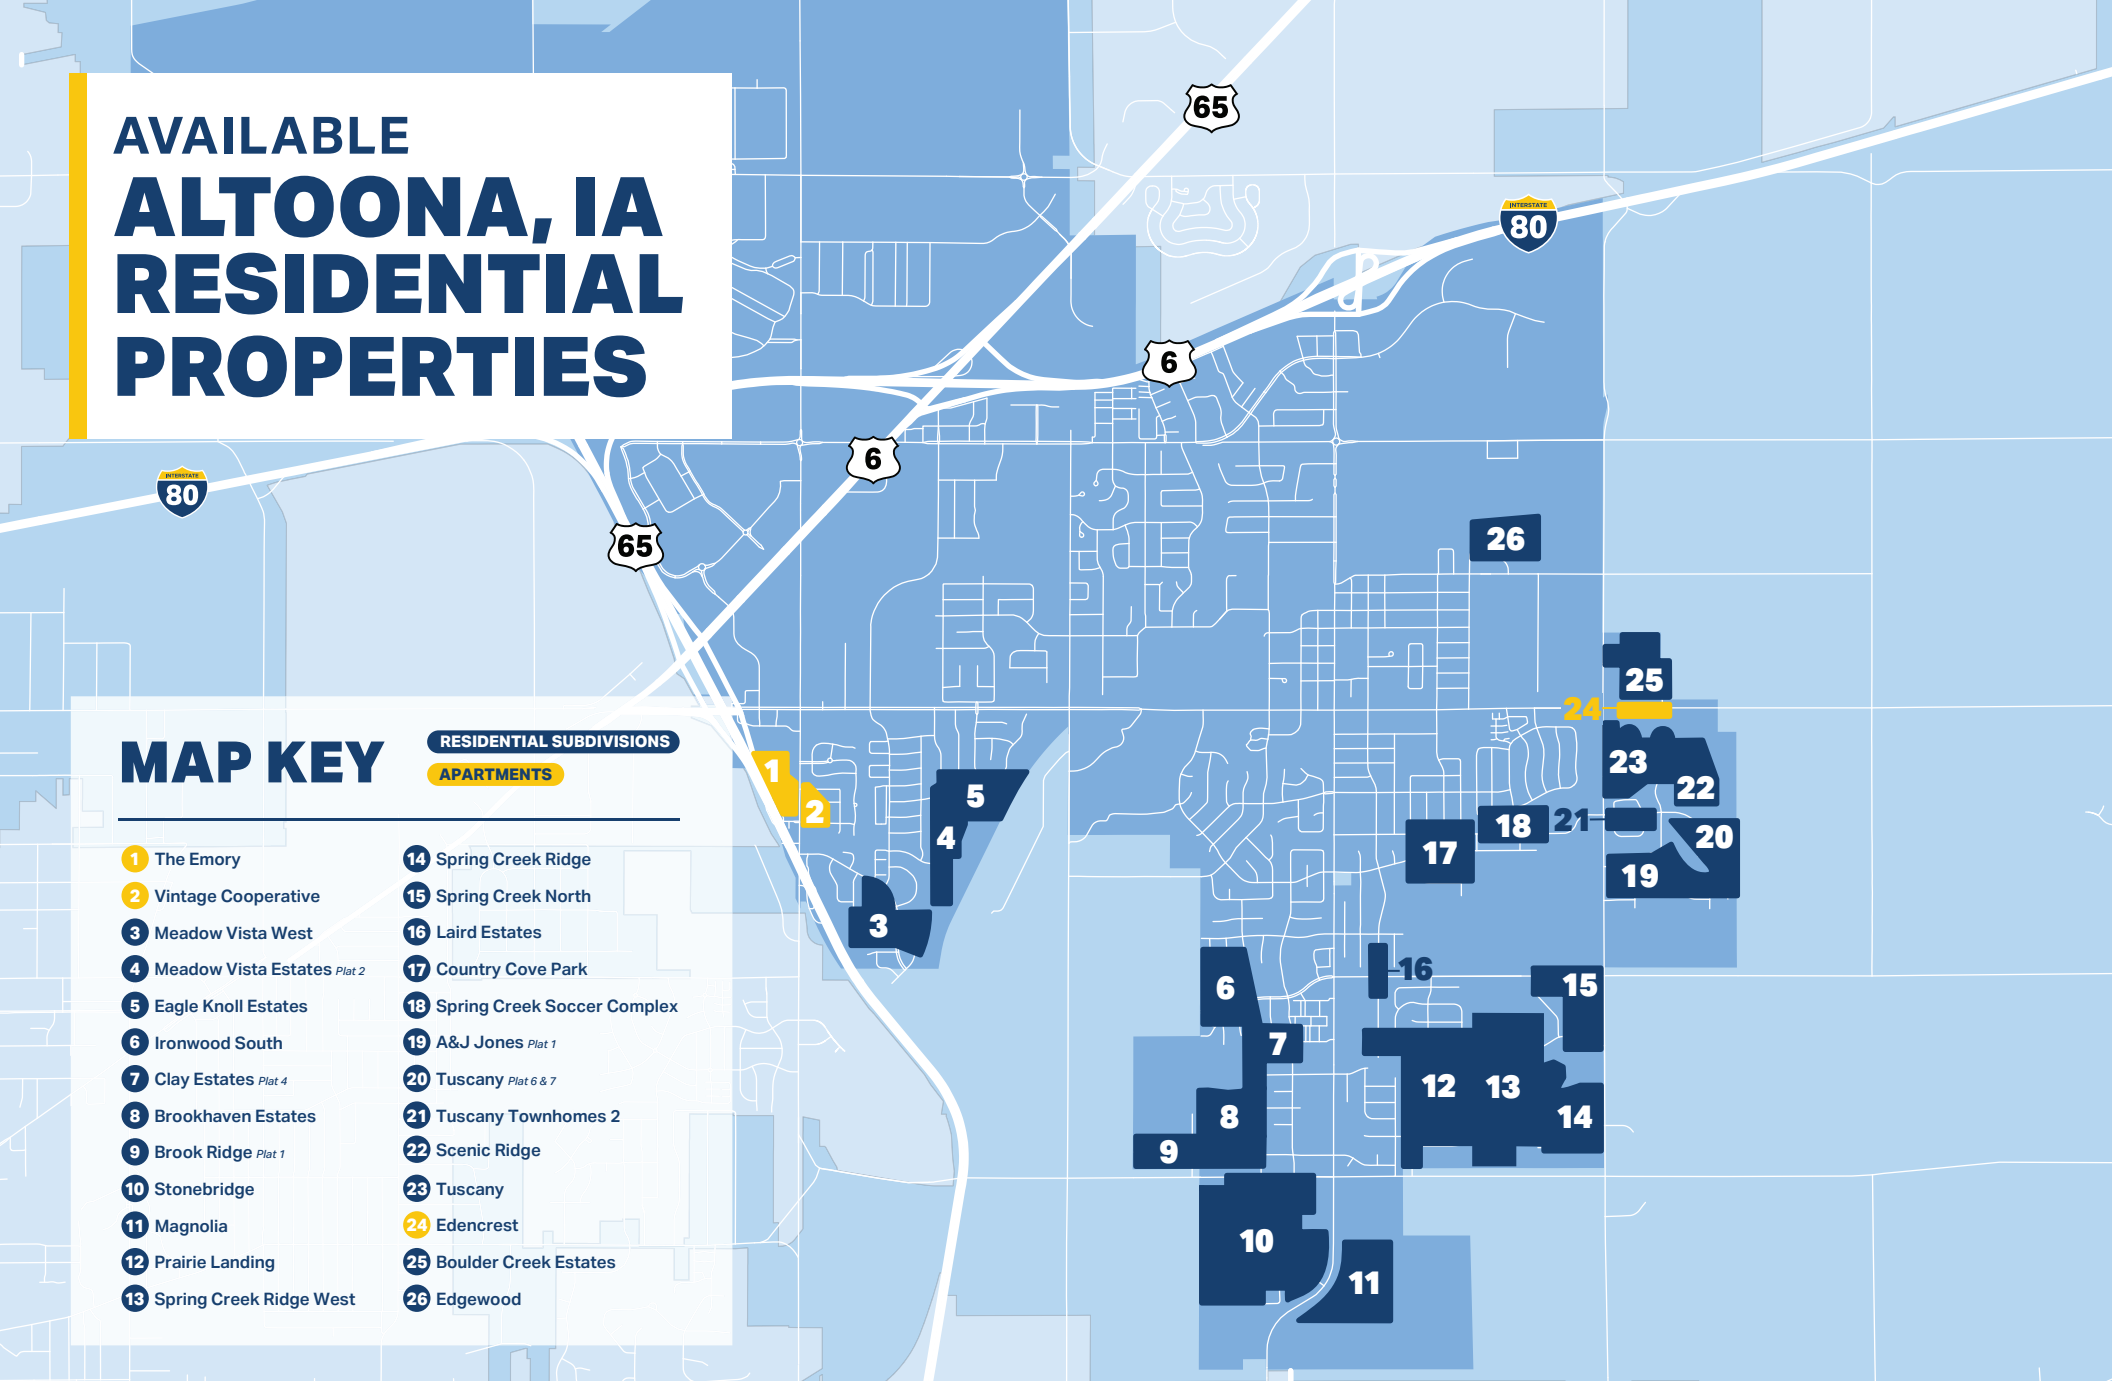 AVAILABLE
ALTOONA, IA
RESIDENTIAL
PROPERTIES
65
INTERSTATE
80
6
6
INTERSTATE
80
65
26
25
24
23
22
1
2
5
4
18
21
20
17
19
3
6
16
15
7
12
13
14
8
9
10
11
MAP KEY
RESIDENTIAL SUBDIVISIONS
APARTMENTS
1 The Emory
2 Vintage Cooperative
3 Meadow Vista West
4 Meadow Vista Estates Plat 2
5 Eagle Knoll Estates
6 Ironwood South
7 Clay Estates Plat 4
8 Brookhaven Estates
9 Brook Ridge Plat 1
10 Stonebridge
11 Magnolia
12 Prairie Landing
13 Spring Creek Ridge West
14 Spring Creek Ridge
15 Spring Creek North
16 Laird Estates
17 Country Cove Park
18 Spring Creek Soccer Complex
19 A&J Jones Plat 1
20 Tuscany Plat 6 & 7
21 Tuscany Townhomes 2
22 Scenic Ridge
23 Tuscany
24 Edencrest
25 Boulder Creek Estates
26 Edgewood